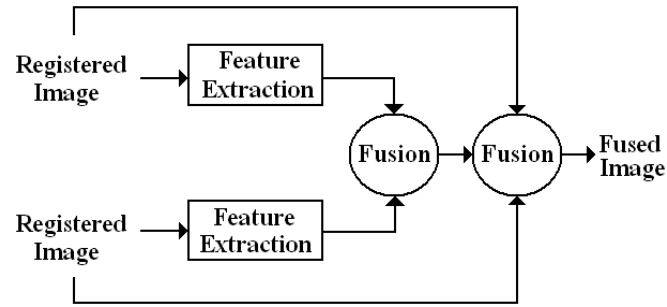 Registered
Image
Feature
Extraction
Fusion
Fusion
Fused
Image
Registered
Image
Feature
Extraction